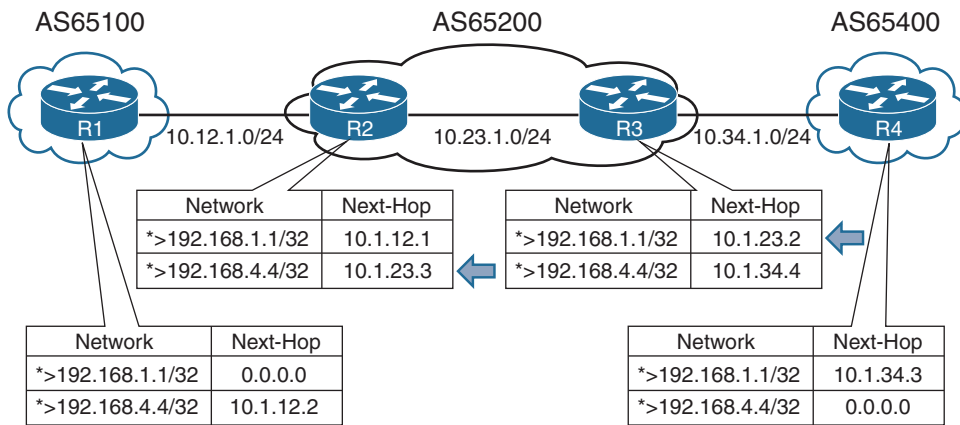 AS65100 AS65200 AS65400
R1 R2 R3 R4
10.12.1.0/24 10.23.1.0/24 10.34.1.0/24
Network Next-Hop
*>192.168.1.1/32 10.1.12.1
*>192.168.4.4/32 10.1.23.3
Network Next-Hop
*>192.168.1.1/32 10.1.23.2
*>192.168.4.4/32 10.1.34.4
Network Next-Hop
*>192.168.1.1/32 0.0.0.0
*>192.168.4.4/32 10.1.12.2
Network Next-Hop
*>192.168.1.1/32 10.1.34.3
*>192.168.4.4/32 0.0.0.0